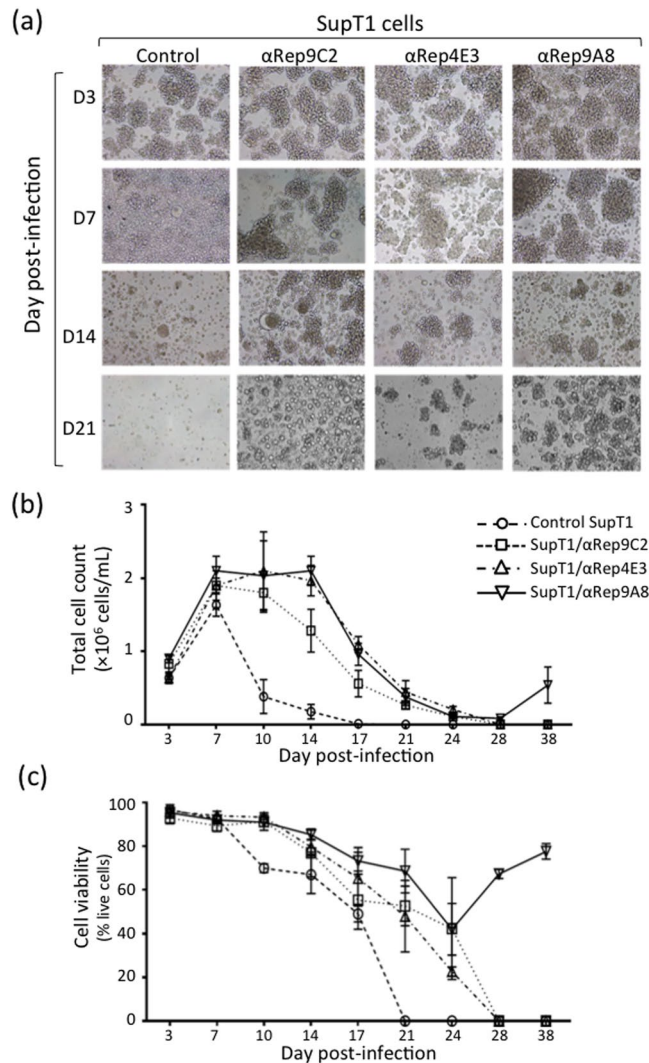 (a)
SupT1 cells
Control αRep9C2 αRep4E3 αRep9A8
Day post-infection
D3
D7
D14
D21
(b)
Total cell count
(×10⁶ cells/mL)
3
2
1
0
3 7 10 14 17 21 24 28 38
Day post-infection
Control SupT1
SupT1/αRep9C2
SupT1/αRep4E3
SupT1/αRep9A8
(c)
Cell viability
(% live cells)
100
80
60
40
20
0
3 7 10 14 17 21 24 28 38
Day post-infection